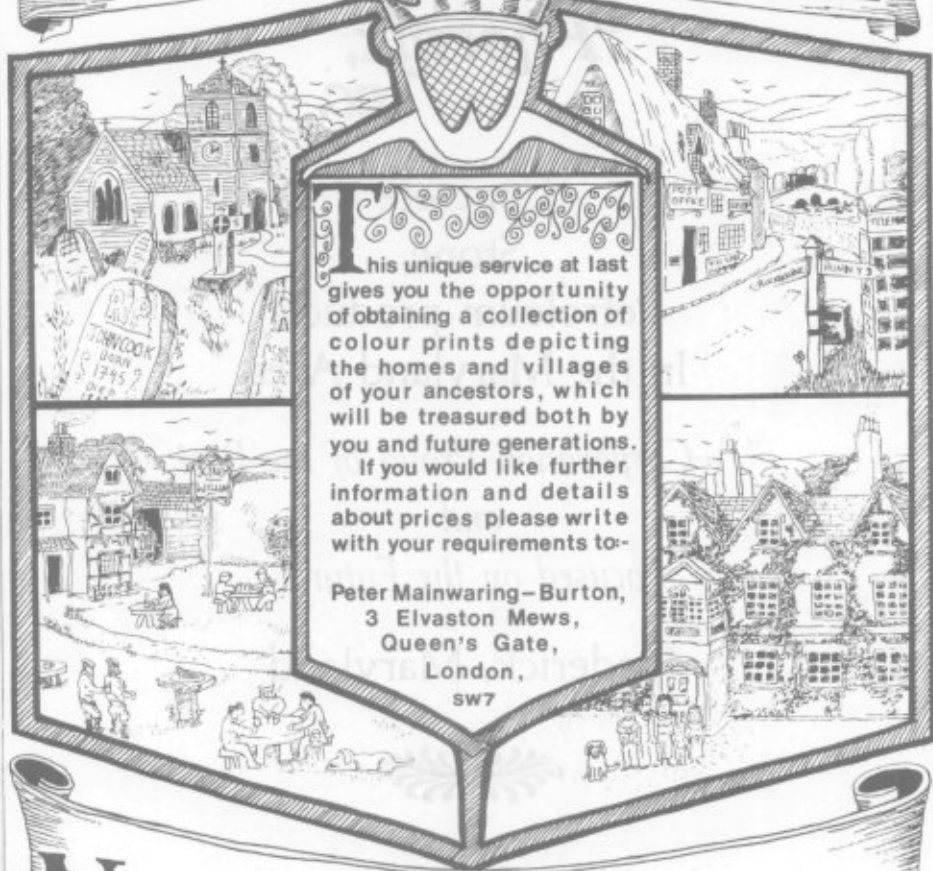 This unique service at last
gives you the opportunity
of obtaining a collection of
colour prints depicting
the homes and villages
of your ancestors, which
will be treasured both by
you and future generations.
If you would like further
information and details
about prices please write
with your requirements to:-
Peter Mainwaring-Burton,
3 Elvaston Mews,
Queen's Gate,
London,
SW7
POST
OFFICE
JOHN COOK
BORN
1745